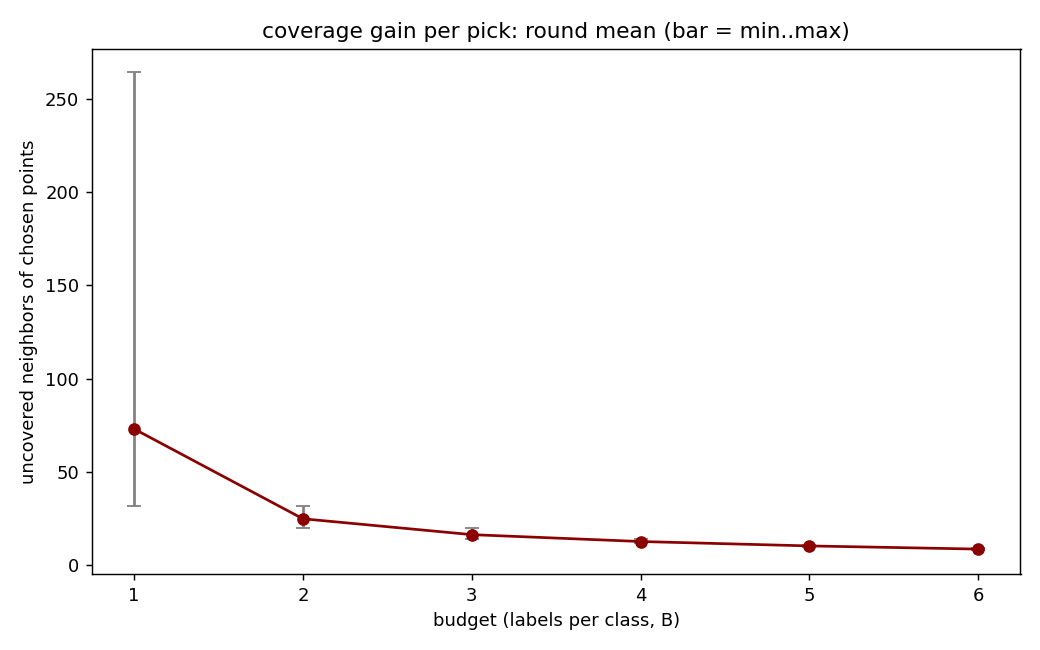 coverage gain per pick: round mean (bar = min..max)
uncovered neighbors of chosen points
250
200
150
100
50
0
1 2 3 4 5 6
budget (labels per class, B)